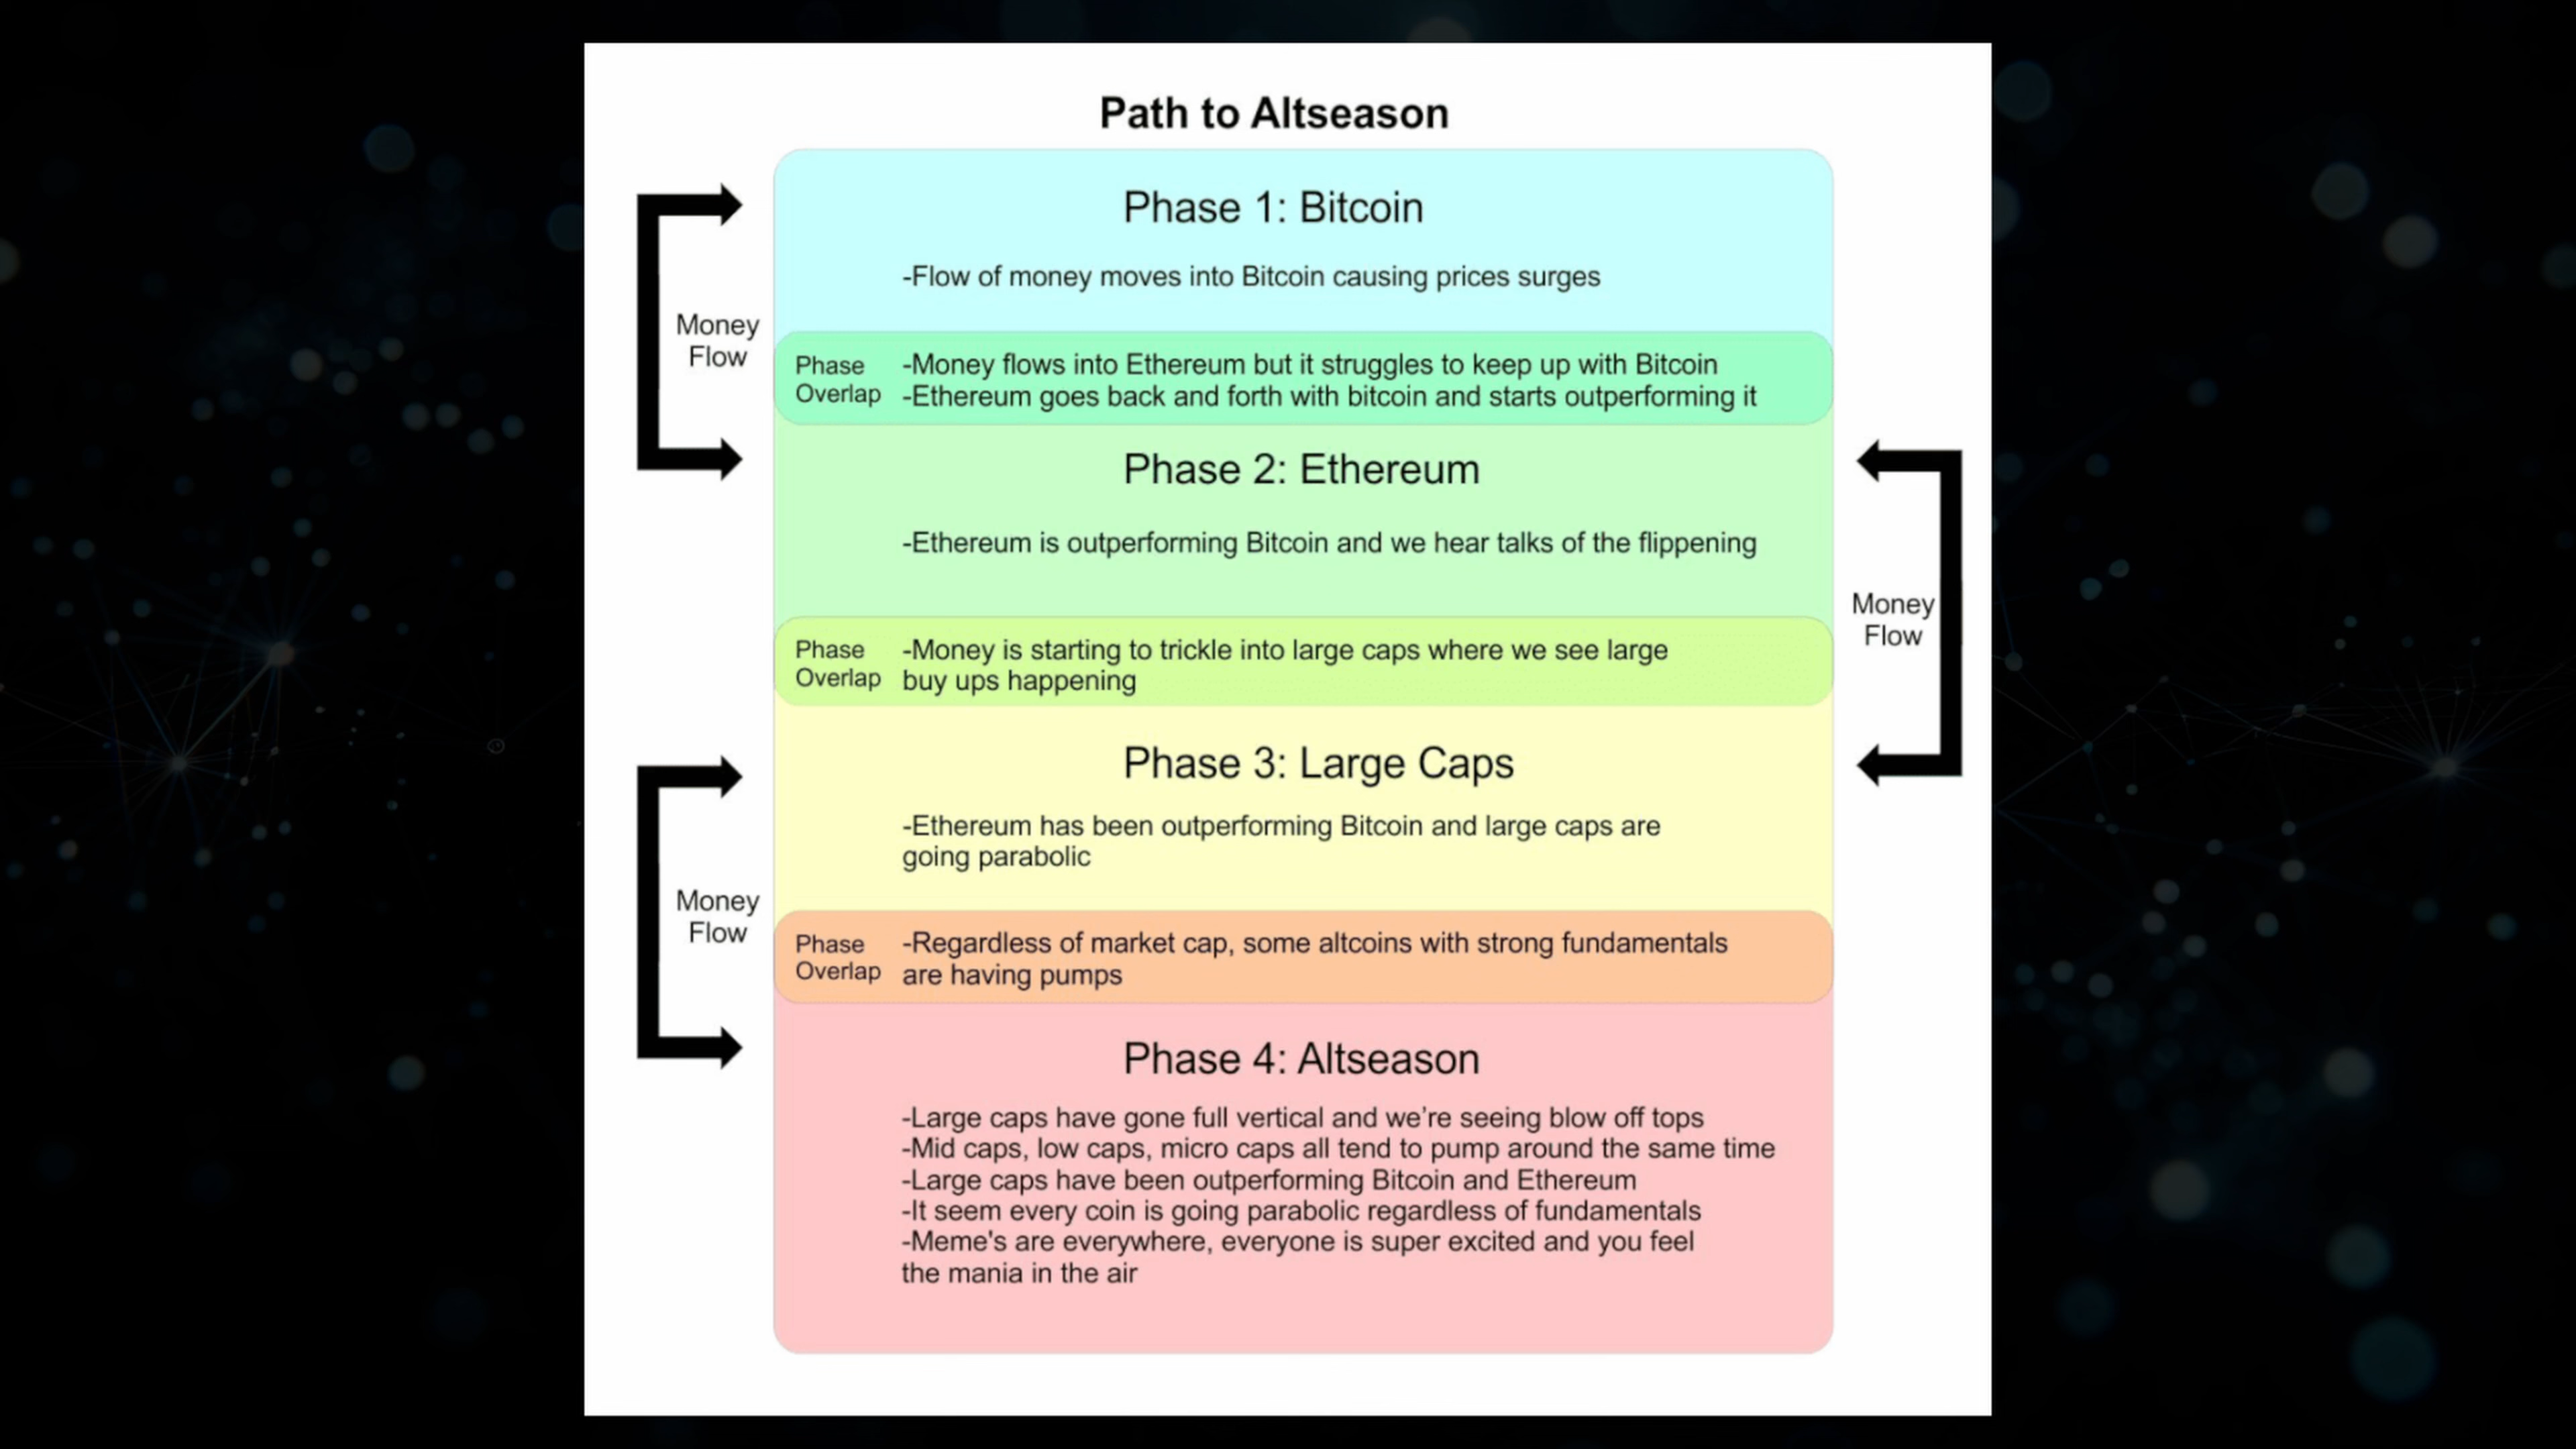 Path to Altseason
Phase 1: Bitcoin
-Flow of money moves into Bitcoin causing prices surges
Money
Flow
Phase
Overlap
-Money flows into Ethereum but it struggles to keep up with Bitcoin
-Ethereum goes back and forth with bitcoin and starts outperforming it
Phase 2: Ethereum
-Ethereum is outperforming Bitcoin and we hear talks of the flippening
Money
Flow
Phase
Overlap
-Money is starting to trickle into large caps where we see large
buy ups happening
Phase 3: Large Caps
-Ethereum has been outperforming Bitcoin and large caps are
going parabolic
Money
Flow
Phase
Overlap
-Regardless of market cap, some altcoins with strong fundamentals
are having pumps
Phase 4: Altseason
-Large caps have gone full vertical and we’re seeing blow off tops
-Mid caps, low caps, micro caps all tend to pump around the same time
-Large caps have been outperforming Bitcoin and Ethereum
-It seem every coin is going parabolic regardless of fundamentals
-Meme's are everywhere, everyone is super excited and you feel
the mania in the air